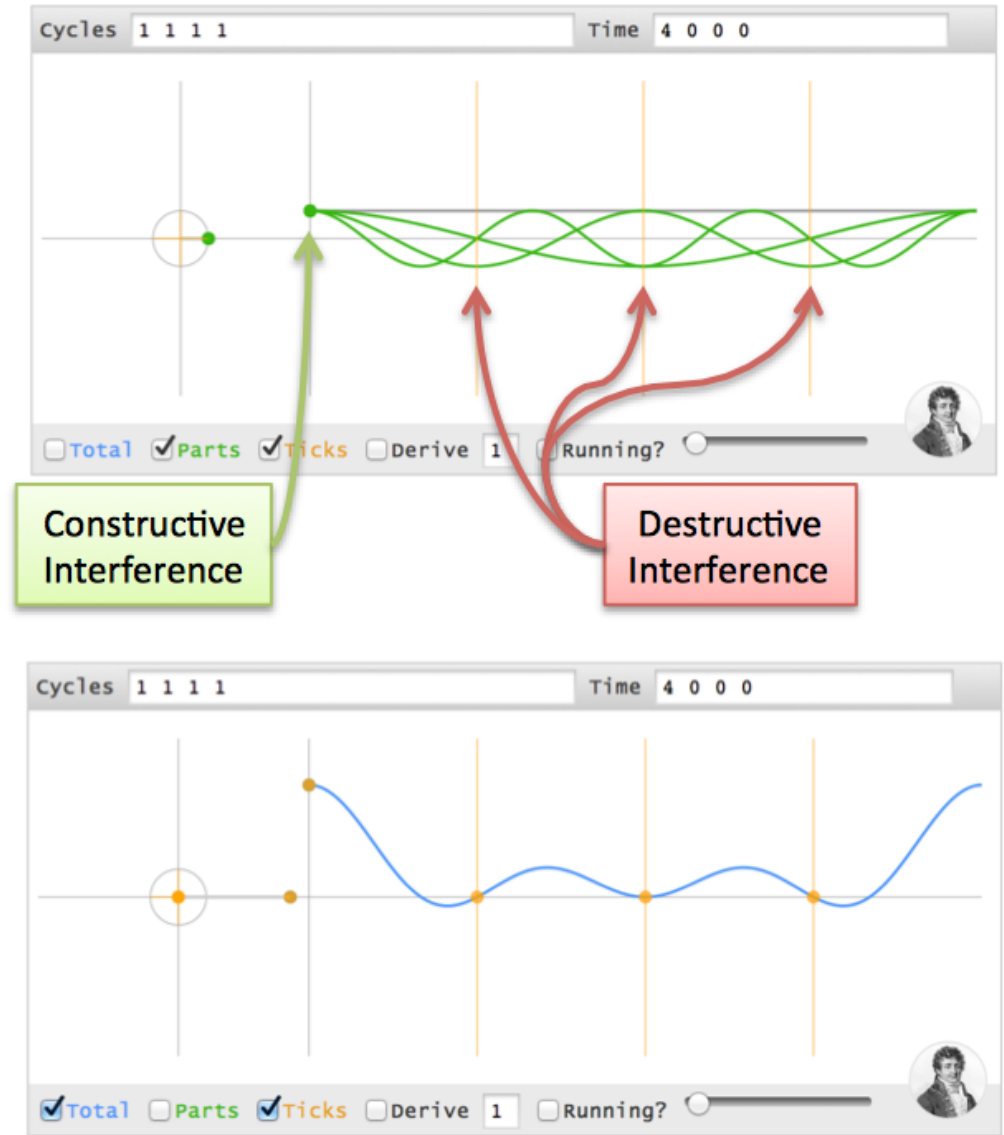 Cycles 1 1 1 1 Time 4 0 0 0
Total Parts Ticks Derive 1 Running?
Constructive
Interference
Destructive
Interference
Cycles 1 1 1 1 Time 4 0 0 0
Total Parts Ticks Derive 1 Running?